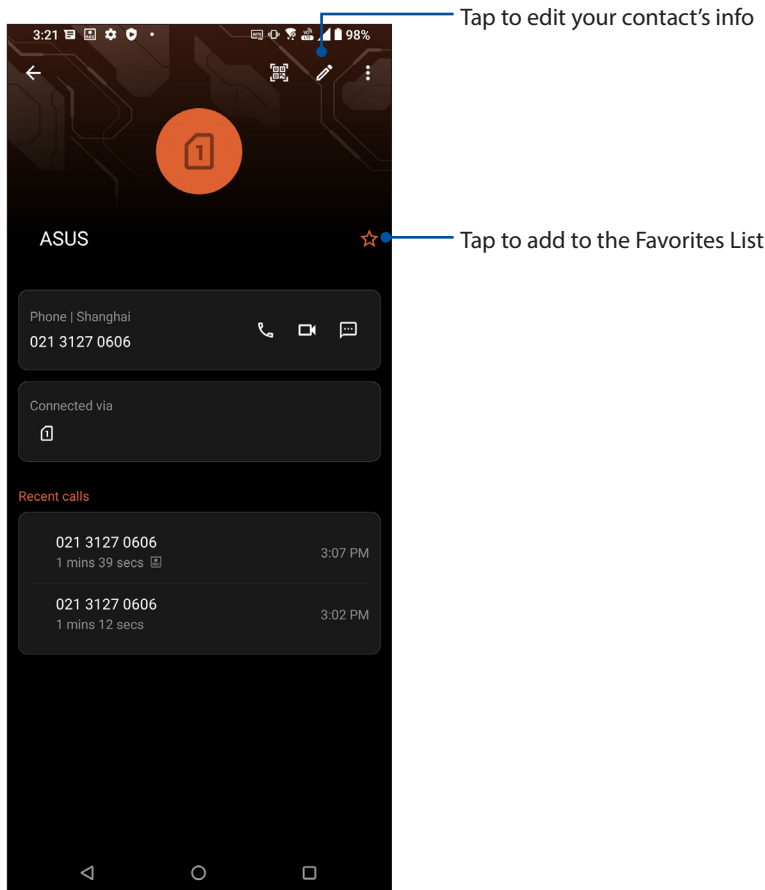 Tap to edit your contact’s info
3:21
98%
1
ASUS
Tap to add to the Favorites List
Phone | Shanghai
021 3127 0606
Connected via
1
Recent calls
021 3127 0606
1 mins 39 secs
3:07 PM
021 3127 0606
1 mins 12 secs
3:02 PM